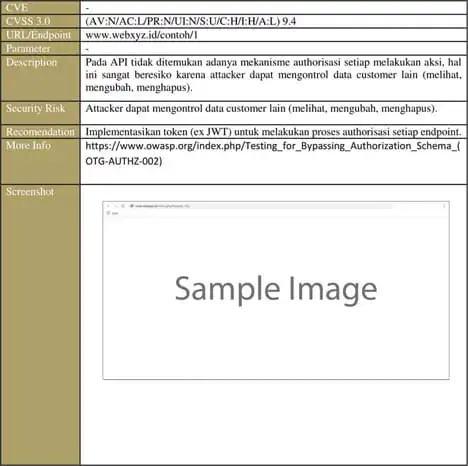 CVE -
CVSS 3.0 (AV:N/AC:L/PR:N/UI:N/S:U/C:H/I:H/A:L) 9.4
URL/Endpoint www.webxyz.id/contoh/1
Parameter -
Description Pada API tidak ditemukan adanya mekanisme authorisasi setiap melakukan aksi, hal
ini sangat beresiko karena attacker dapat mengontrol data customer lain (melihat,
mengubah, menghapus).
Security Risk Attacker dapat mengontrol data customer lain (melihat, mengubah, menghapus).
Recomendation Implementasikan token (ex JWT) untuk melakukan proses authorisasi setiap endpoint.
More Info https://www.owasp.org/index.php/Testing_for_Bypassing_Authorization_Schema_(
OTG-AUTHZ-002)
Screenshot
Sample Image